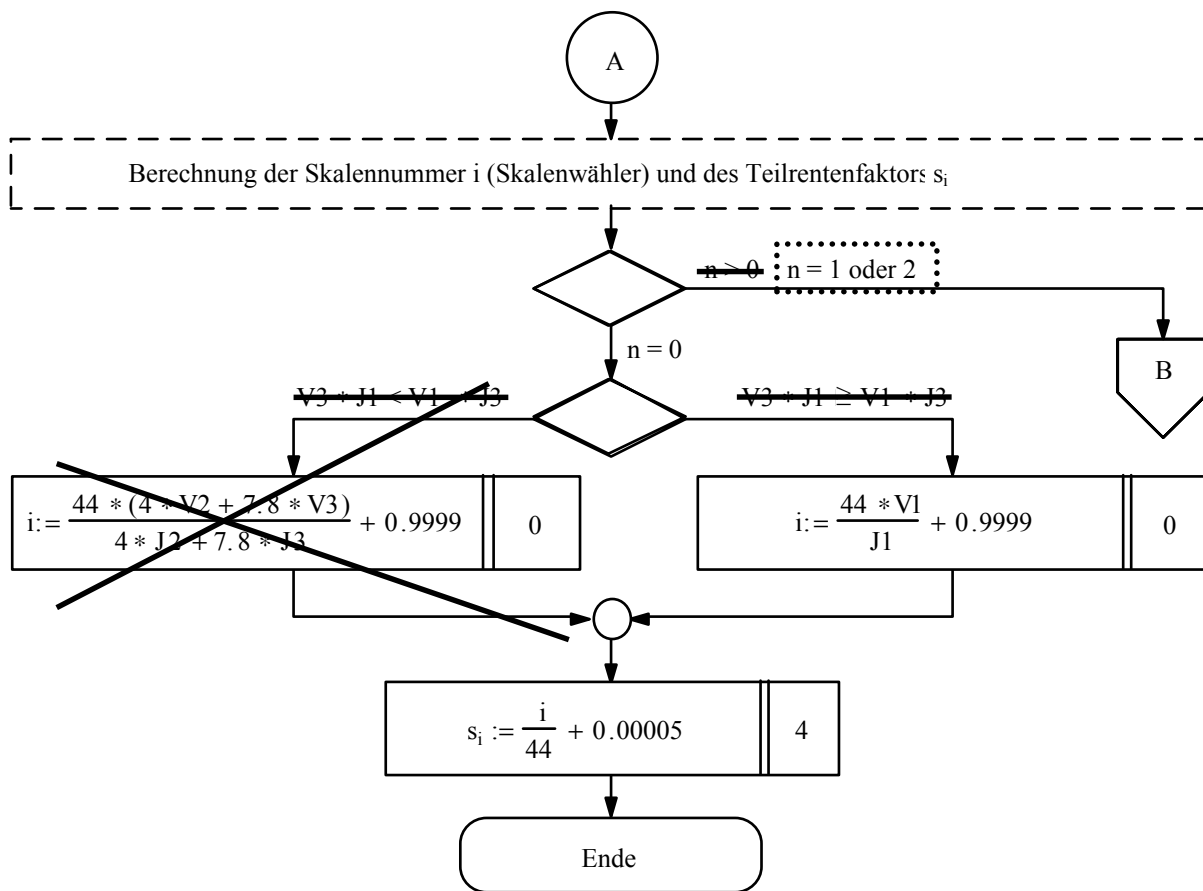 A
Berechnung der Skalennummer i (Skalenwähler) und des Teilrentenfaktors si
n > 0 n = 1 oder 2
n = 0
B
V3 * J1 < V1 * J3
V3 * J1 ≧ V1 * J3
i:= 44 * (4 * V2 + 7.8 * V3) / 4 * J2 + 7.8 * J3 + 0.9999 0
i:= 44 * V1 / J1 + 0.9999 0
si := i / 44 + 0.00005 4
Ende